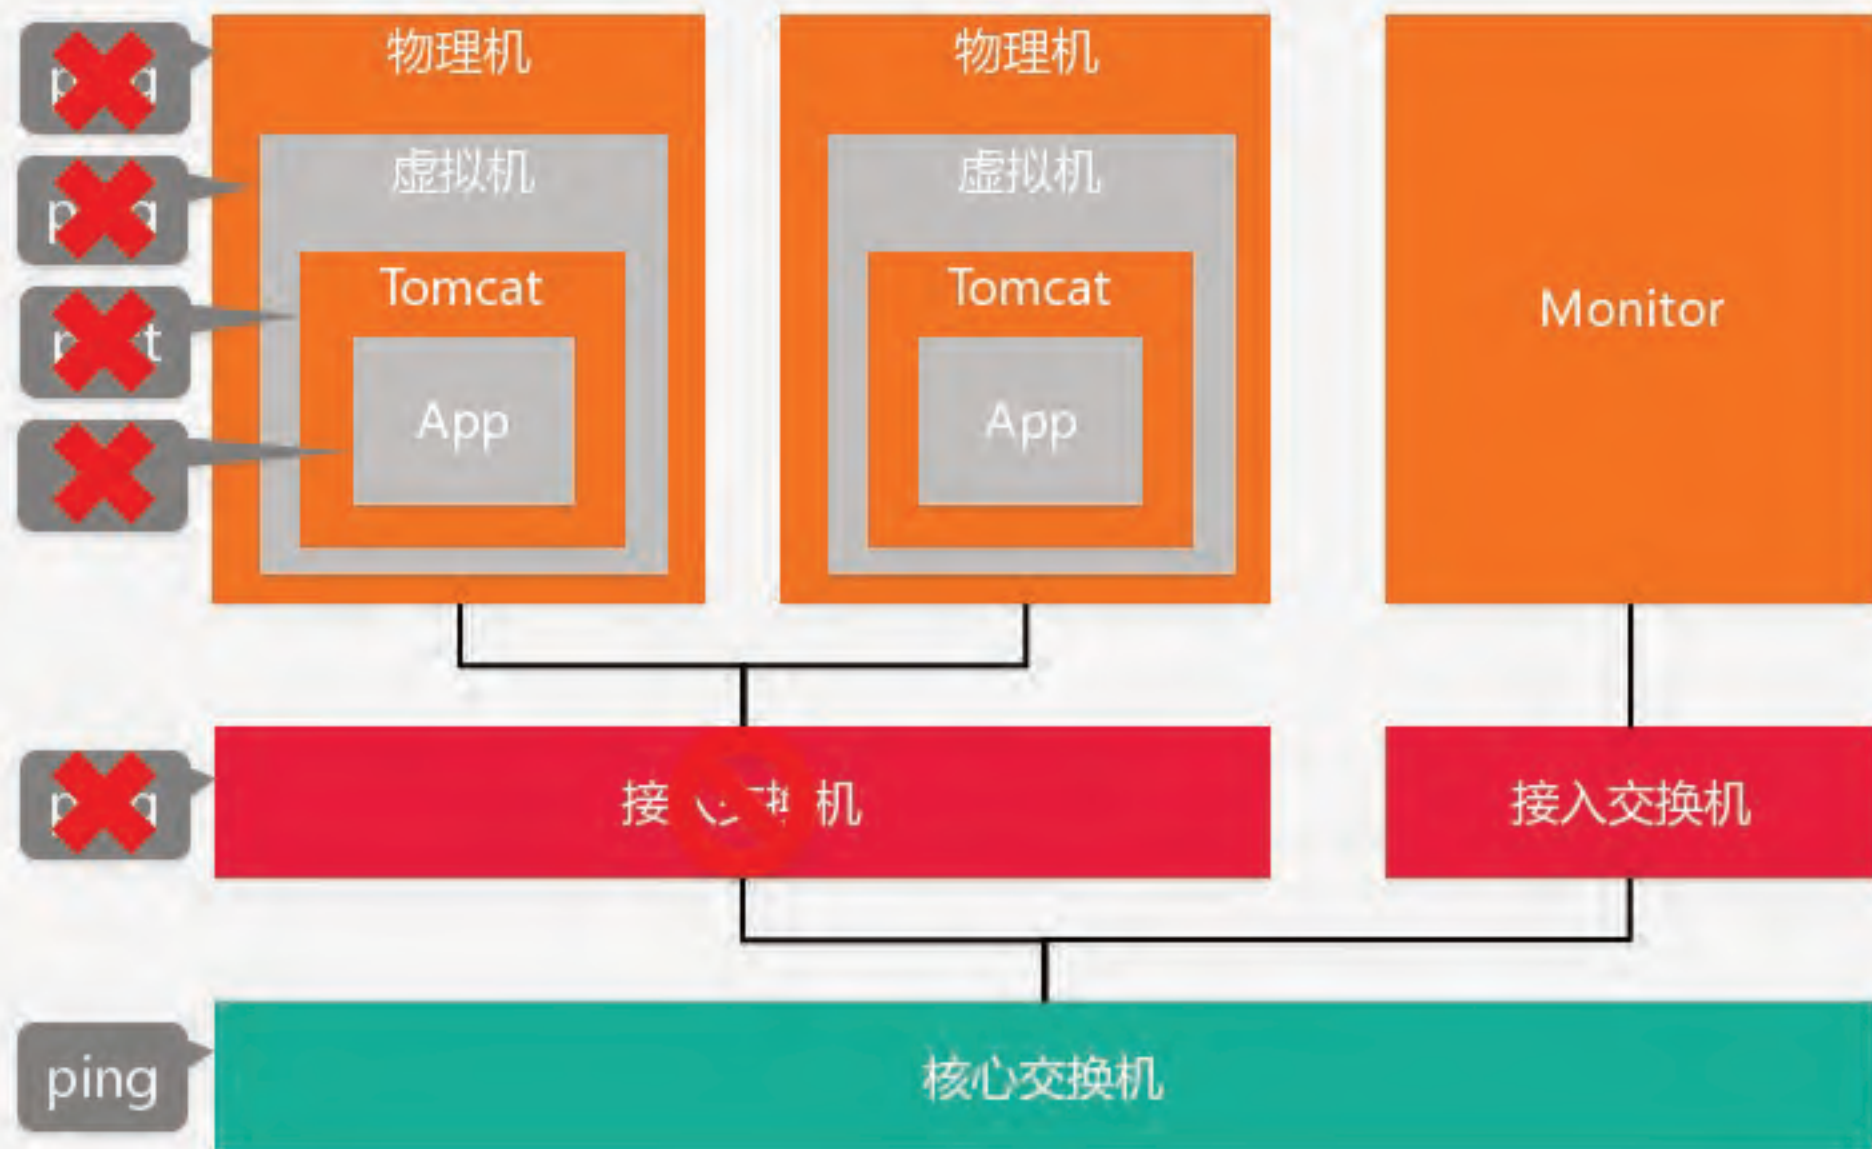 物理机
物理机
虚拟机
虚拟机
Tomcat
Tomcat
App
App
Monitor
接入交换机
ping
核心交换机